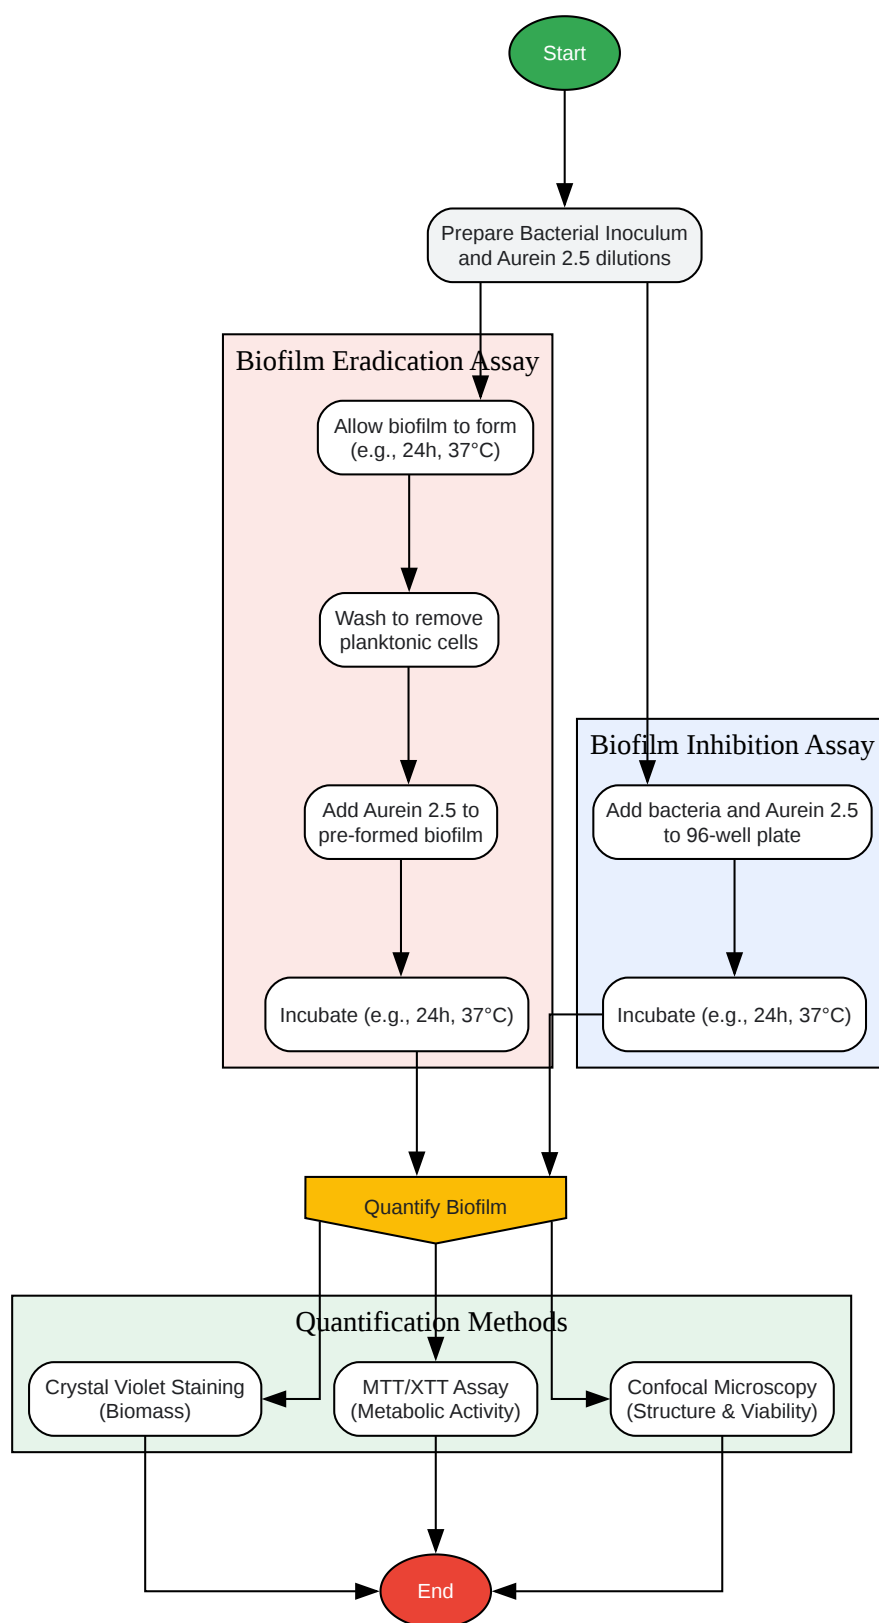 Start
Prepare Bacterial Inoculum
and Aurein 2.5 dilutions
Biofilm Eradication Assay
Allow biofilm to form
(e.g., 24h, 37°C)
Wash to remove
planktonic cells
Add Aurein 2.5 to
pre-formed biofilm
Incubate (e.g., 24h, 37°C)
Biofilm Inhibition Assay
Add bacteria and Aurein 2.5
to 96-well plate
Incubate (e.g., 24h, 37°C)
Quantify Biofilm
Quantification Methods
Crystal Violet Staining
(Biomass)
MTT/XTT Assay
(Metabolic Activity)
Confocal Microscopy
(Structure & Viability)
End